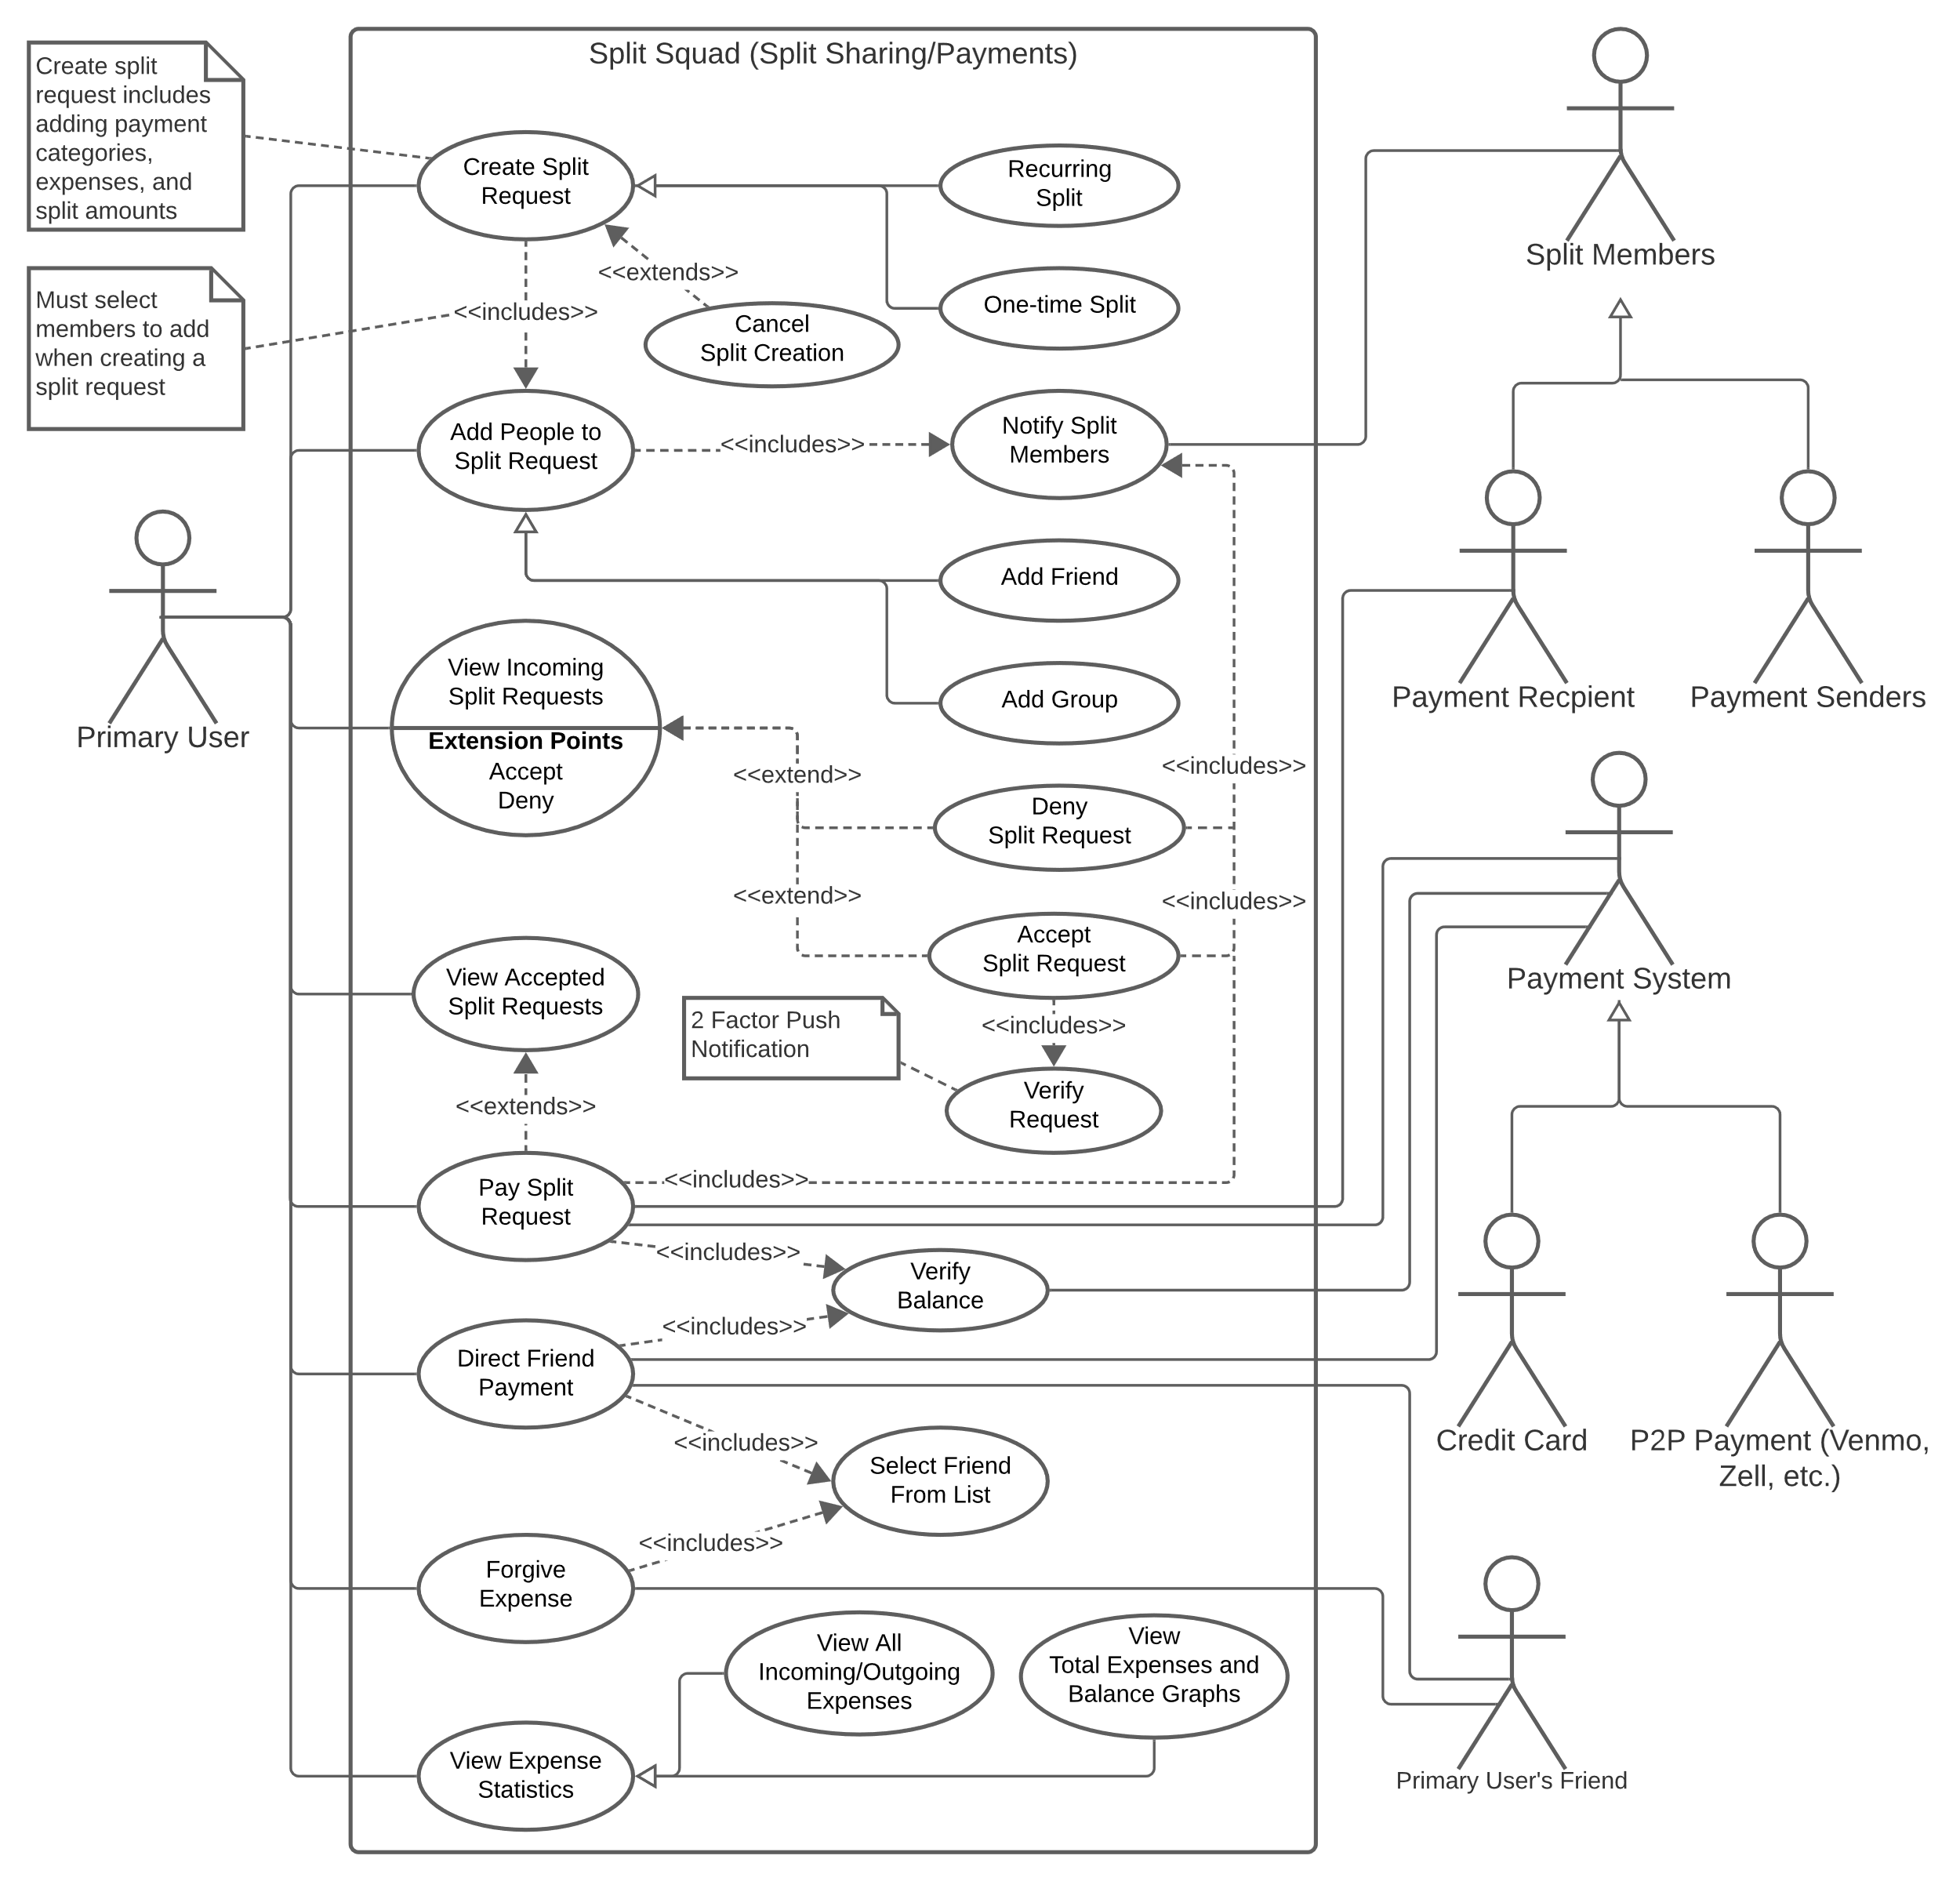 Split Squad (Split Sharing/Payments)
Create split
request includes
adding payment
categories,
expenses, and
split amounts
Must select
members to add
when creating a
split request
Primary User
Create Split
Request
Recurring
Split
One-time Split
<<extends>>
<<includes>>
Cancel
Split Creation
Add People to
Split Request
<<includes>>
Notify Split
Members
Add Friend
Add Group
View Incoming
Split Requests
Extension Points
Accept
Deny
<<extend>>
<<includes>>
Deny
Split Request
<<extend>>
<<includes>>
Accept
Split Request
View Accepted
Split Requests
2 Factor Push
Notification
<<includes>>
Verify
Request
<<extends>>
Pay Split
Request
<<includes>>
<<includes>>
Verify
Balance
<<includes>>
Direct Friend
Payment
<<includes>>
Select Friend
From List
<<includes>>
Forgive
Expense
View All
Incoming/Outgoing
Expenses
View
Total Expenses and
Balance Graphs
View Expense
Statistics
Split Members
Payment Recpient
Payment Senders
Payment System
Credit Card
P2P Payment (Venmo,
Zell, etc.)
Primary User's Friend